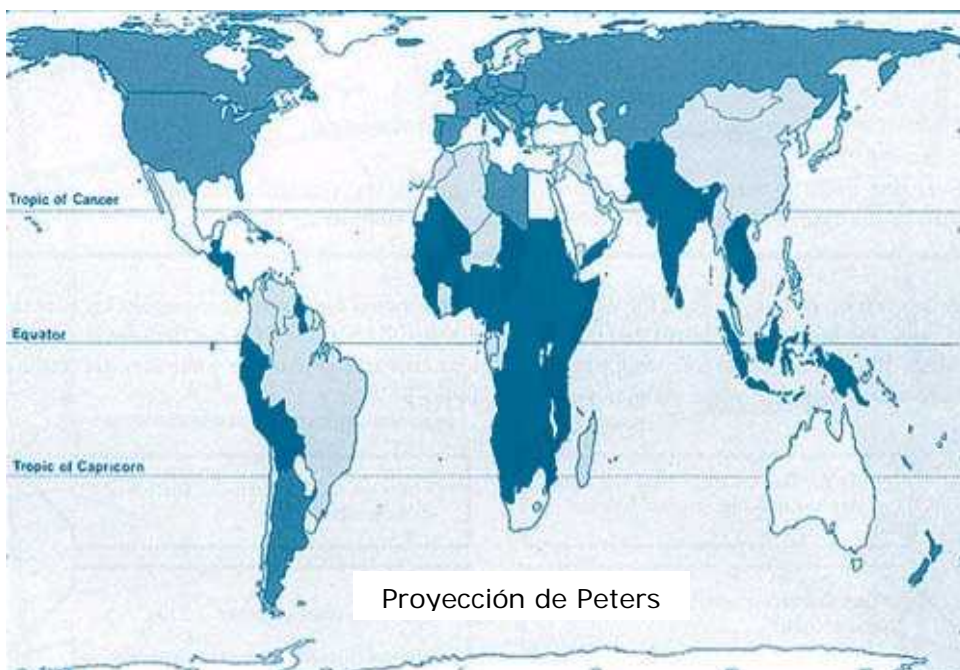 Tropic of Cancer
Equator
Tropic of Capricorn
Proyección de Peters